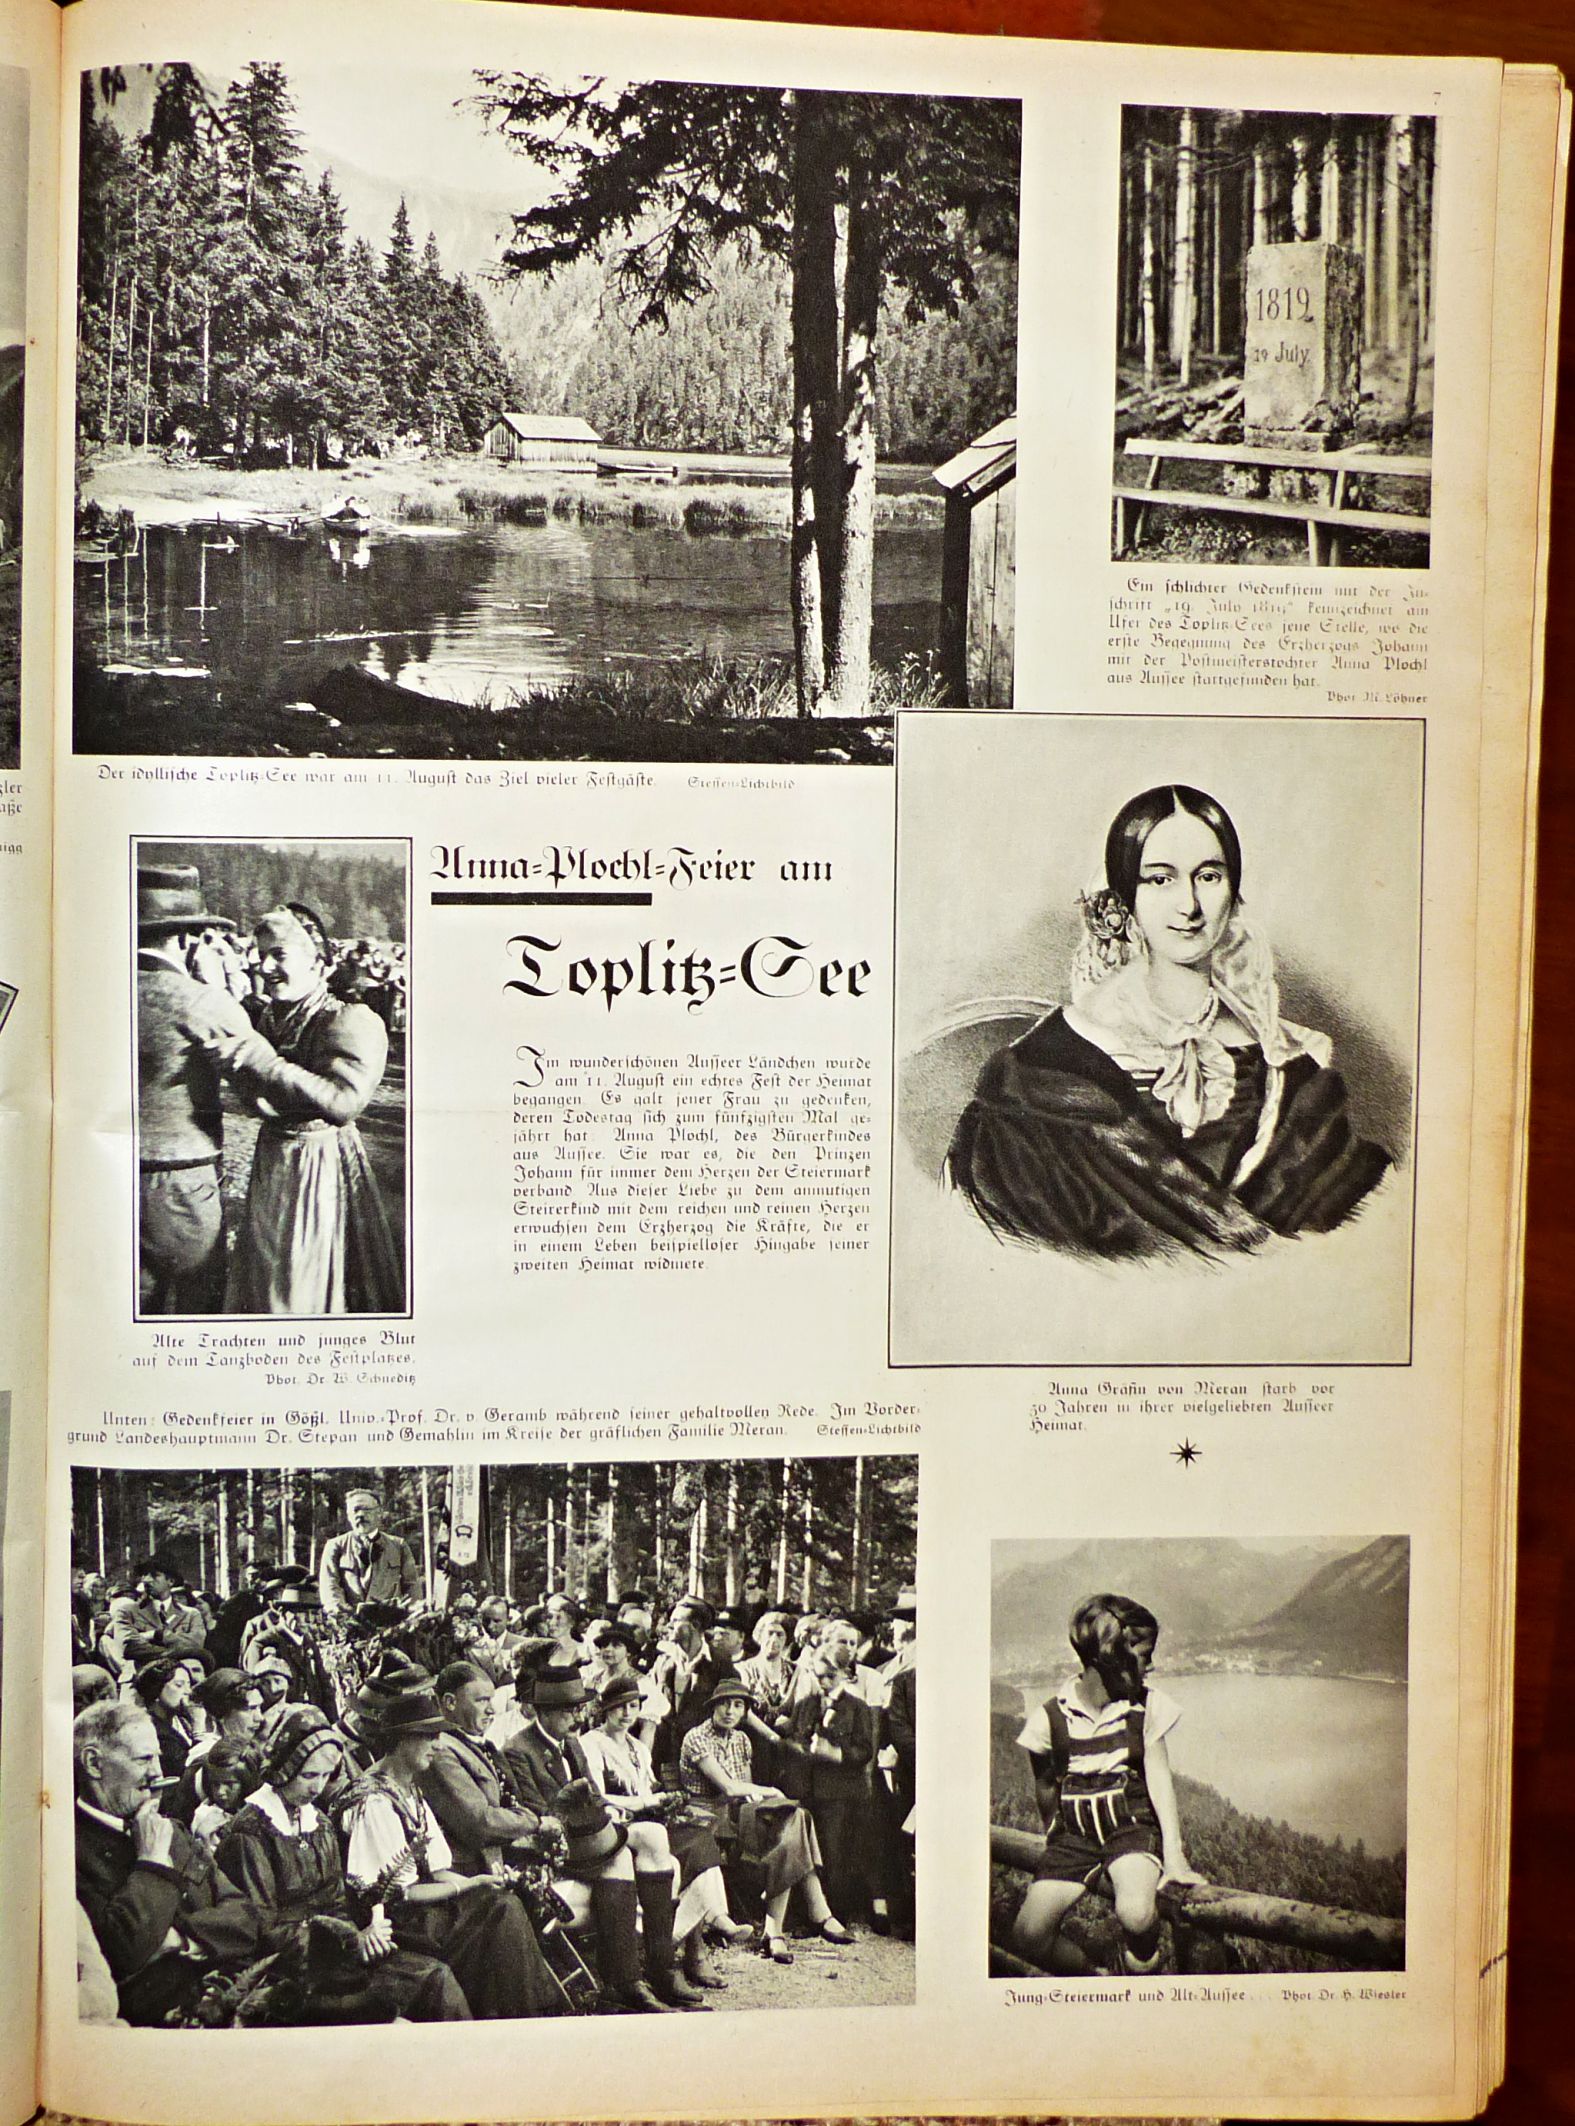 7
1819
19 July.
Ein schlichter Gedenkstein mit der In-
schrift „19. July 1819“ kennzeichnet am
Ufer des Toplitz-Sees jene Stelle, wo die
erste Begegnung des Erzherzogs Johann
mit der Postmeisterstochter Anna Plochl
aus Aussee stattgefunden hat.
Phot. M. Löhner
Der idyllische Toplitz-See war am 11. August das Ziel vieler Festgäste. Steffen-Lichtbild
Anna-Plochl-Feier am
Toplitz-See
Im wunderschönen Ausseer Ländchen wurde
am 11. August ein echtes Fest der Heimat
begangen. Es galt jener Frau zu gedenken,
deren Todestag sich zum fünfzigsten Mal ge-
jährt hat: Anna Plochl, des Bürgerkindes
aus Aussee. Sie war es, die den Prinzen
Johann für immer dem Herzen der Steiermark
verband. Aus dieser Liebe zu dem anmutigen
Steirerkind mit dem reichen und reinen Herzen
erwuchsen dem Erzherzog die Kräfte, die er
in einem Leben beispielloser Hingabe seiner
zweiten Heimat widmete.
Alte Trachten und junges Blut
auf dem Tanzboden des Festplatzes.
Phot. Dr. W. Schneditz
Anna Gräfin von Meran starb vor
50 Jahren in ihrer vielgeliebten Ausseer
Heimat.
Unten: Gedenkfeier in Gößl. Univ.-Prof. Dr. v. Geramb während seiner gehaltvollen Rede. Im Vorder-
grund Landeshauptmann Dr. Stepan und Gemahlin im Kreise der gräflichen Familie Meran. Steffen-Lichtbild
Jung-Steiermark und Alt-Aussee . . . Phot. Dr. H. Wiesler